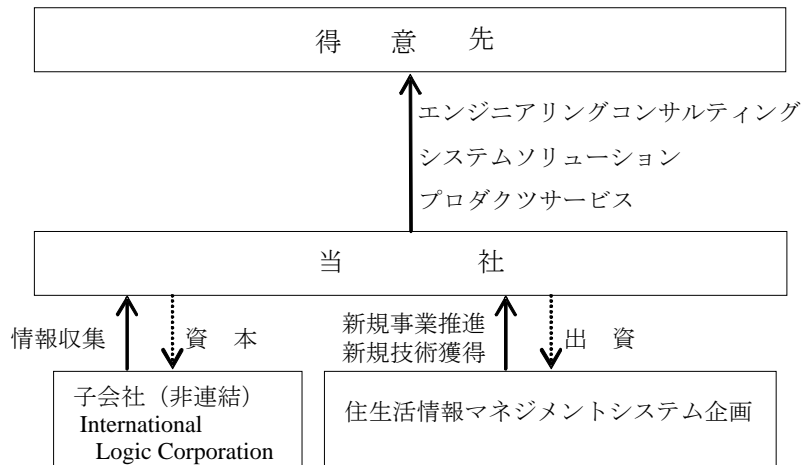 得 意 先
エンジニアリングコンサルティング
システムソリューション
プロダクツサービス
当 社
情報収集
資 本
新規事業推進
新規技術獲得
出 資
子会社（非連結）
International
Logic Corporation
住生活情報マネジメントシステム企画